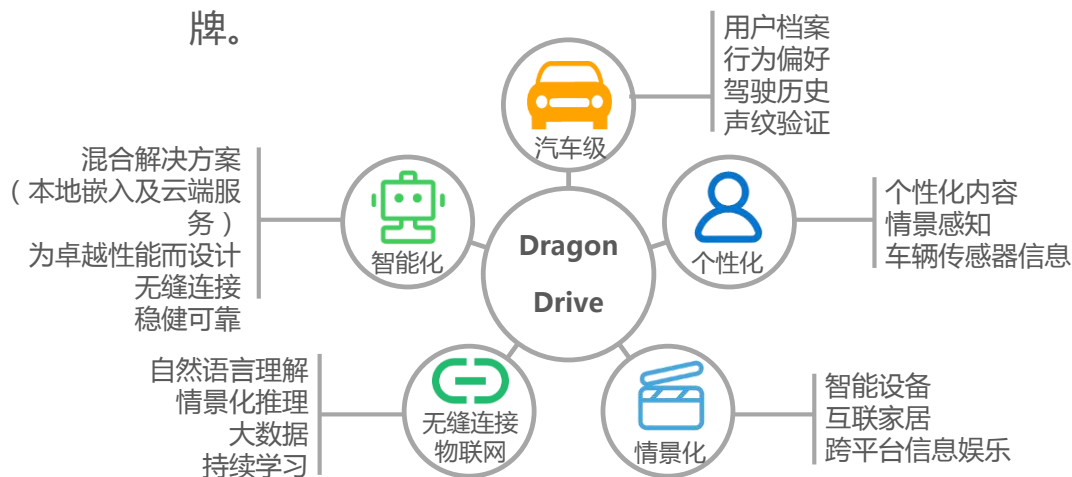 牌。
用户档案
行为偏好
驾驶历史
声纹验证
汽车级
混合解决方案
（本地嵌入及云端服
务）
为卓越性能而设计
无缝连接
稳健可靠
智能化
Dragon
Drive
个性化
个性化内容
情景感知
车辆传感器信息
自然语言理解
情景化推理
大数据
持续学习
无缝连接
物联网
情景化
智能设备
互联家居
跨平台信息娱乐